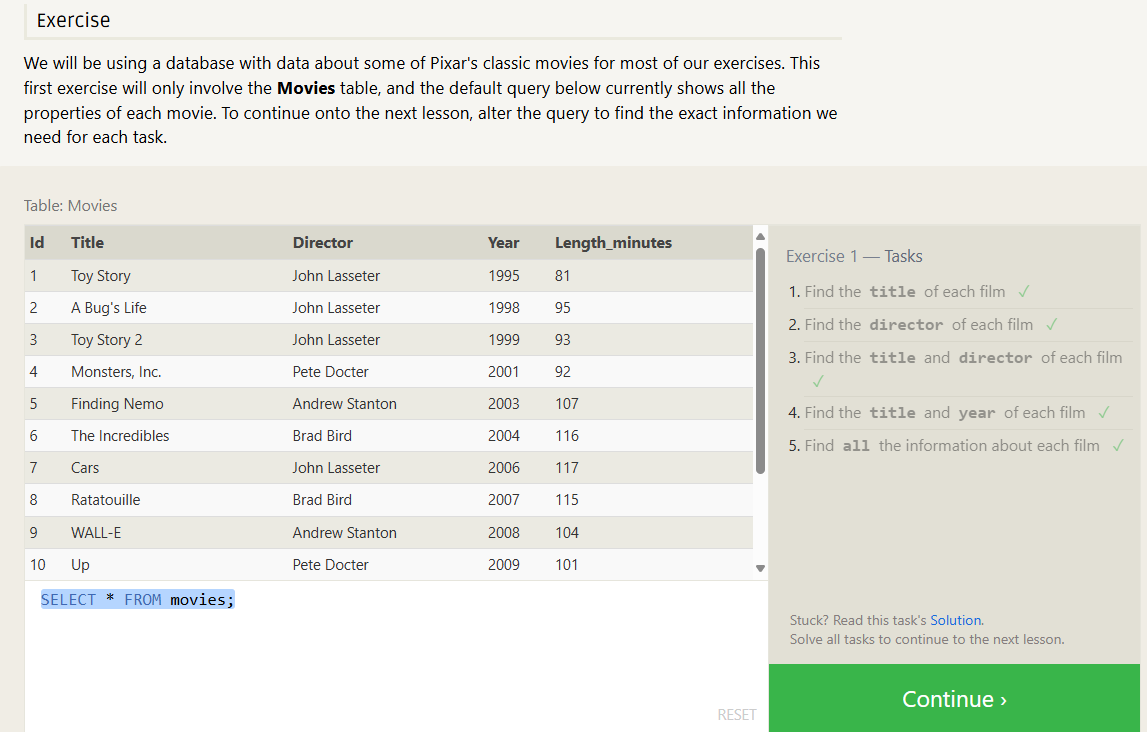 Exercise
We will be using a database with data about some of Pixar's classic movies for most of our exercises. This
first exercise will only involve the Movies table, and the default query below currently shows all the
properties of each movie. To continue onto the next lesson, alter the query to find the exact information we
need for each task.
Table: Movies
Id Title Director Year Length_minutes
1 Toy Story John Lasseter 1995 81
2 A Bug's Life John Lasseter 1998 95
3 Toy Story 2 John Lasseter 1999 93
4 Monsters, Inc. Pete Docter 2001 92
5 Finding Nemo Andrew Stanton 2003 107
6 The Incredibles Brad Bird 2004 116
7 Cars John Lasseter 2006 117
8 Ratatouille Brad Bird 2007 115
9 WALL-E Andrew Stanton 2008 104
10 Up Pete Docter 2009 101
SELECT * FROM movies;
RESET
Exercise 1 — Tasks
1. Find the title of each film ✓
2. Find the director of each film ✓
3. Find the title and director of each film
✓
4. Find the title and year of each film ✓
5. Find all the information about each film ✓
Stuck? Read this task's Solution.
Solve all tasks to continue to the next lesson.
Continue ›